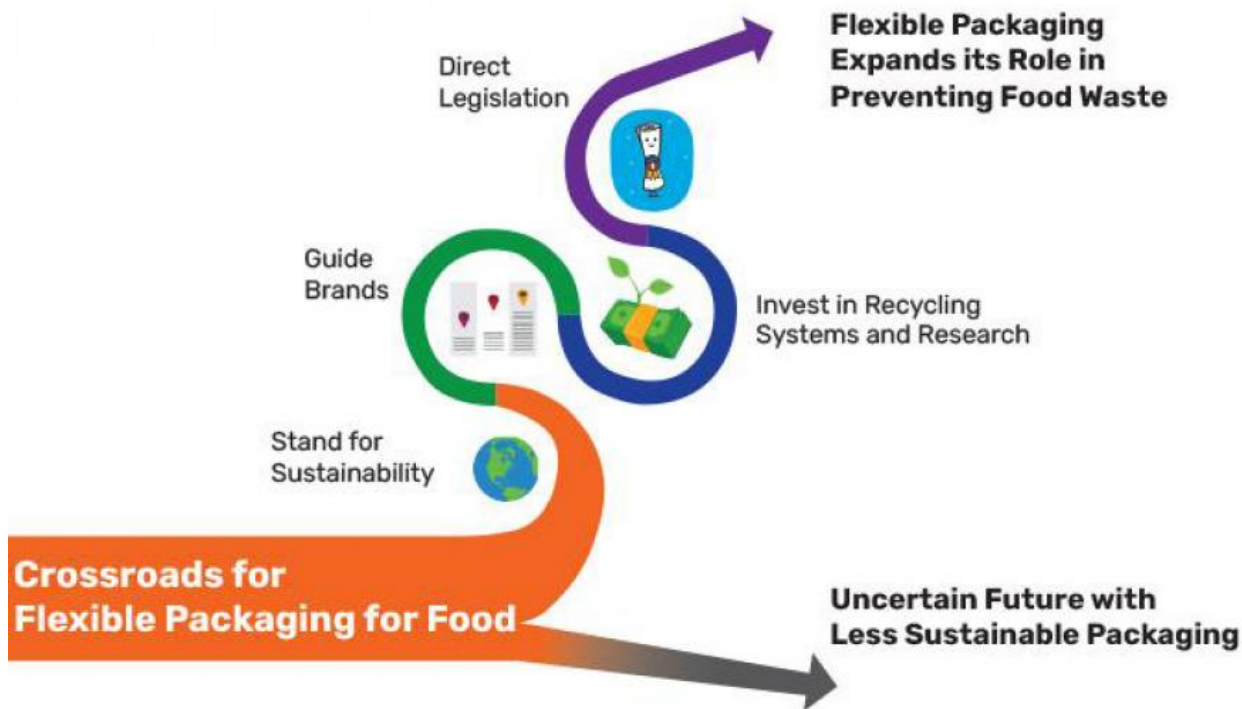 Flexible Packaging
Expands its Role in
Preventing Food Waste
Direct
Legislation
Guide
Brands
Invest in Recycling
Systems and Research
Stand for
Sustainability
Crossroads for
Flexible Packaging for Food
Uncertain Future with
Less Sustainable Packaging